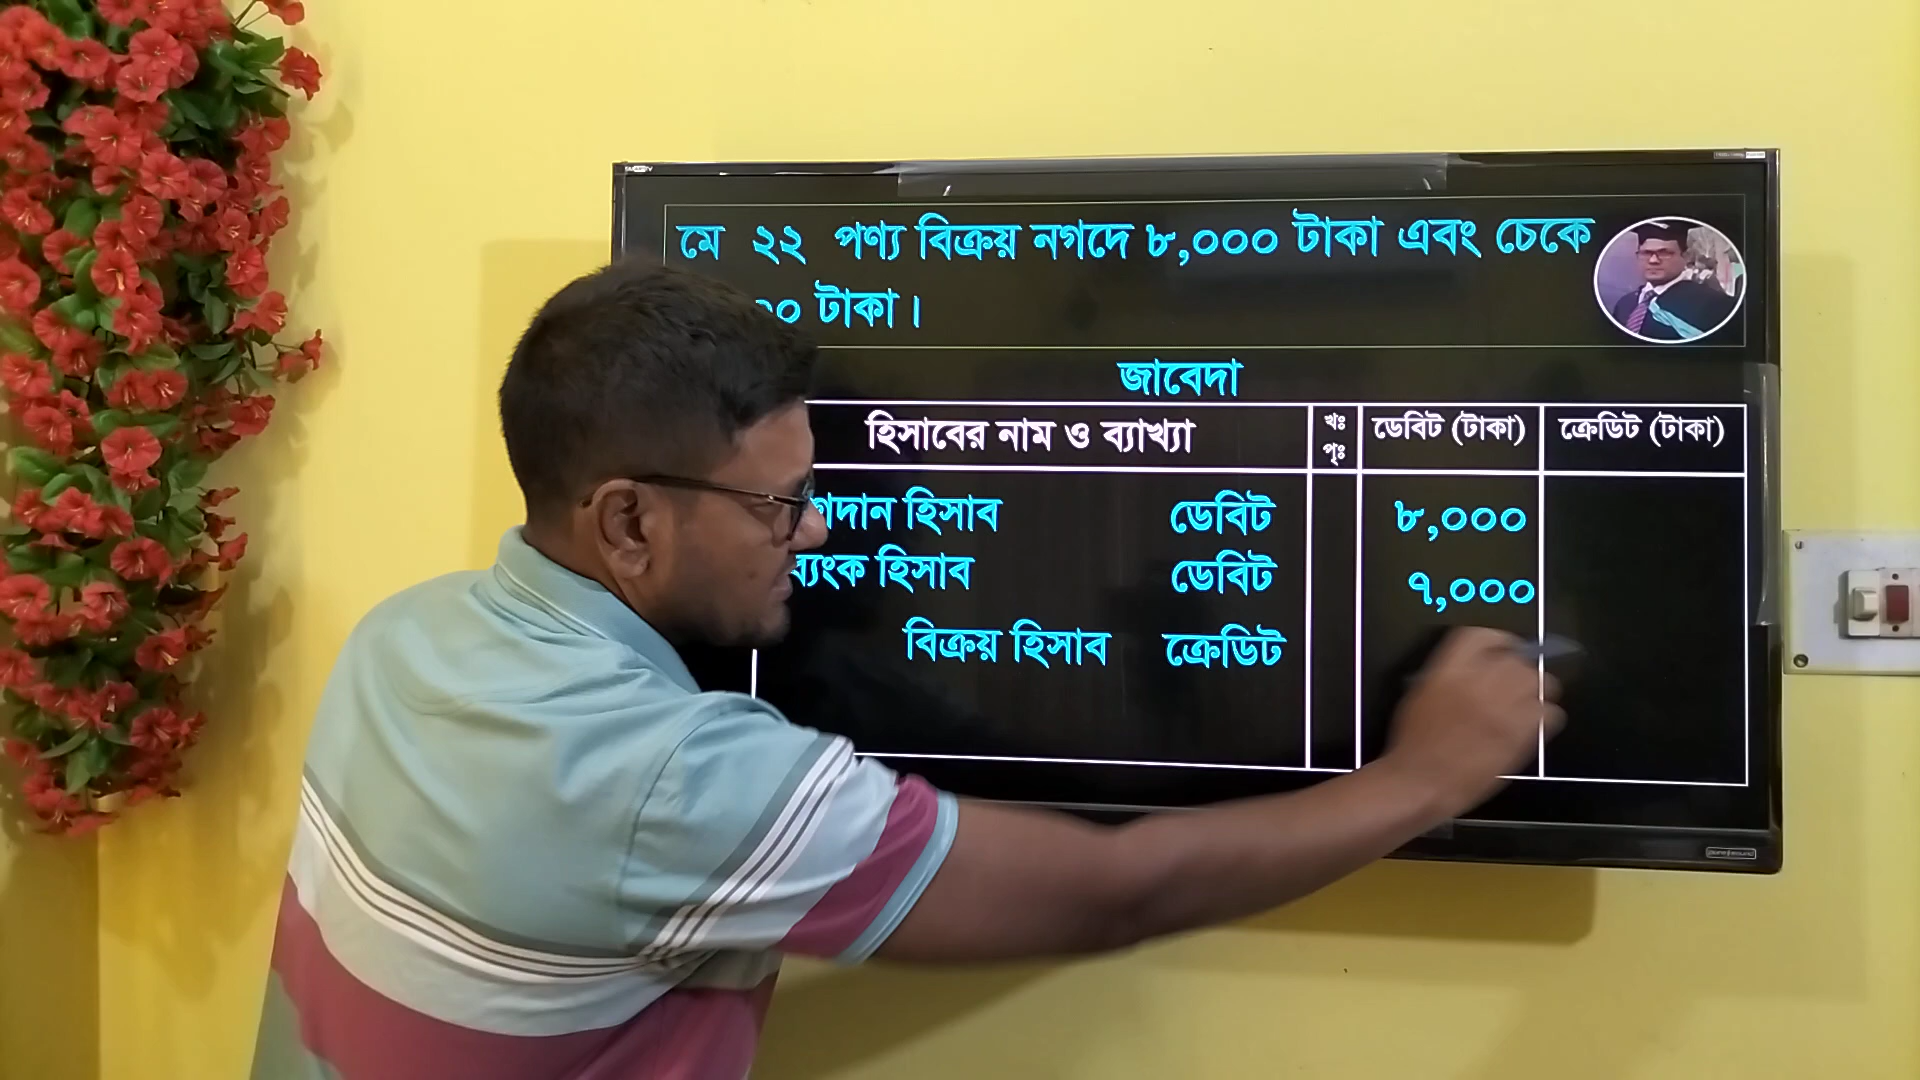 মে ২২ পণ্য বিক্রয় নগদে ৮,০০০ টাকা এবং চেকে
টাকা।
জাবেদা
হিসাবের নাম ও ব্যাখ্যা খঃ পৃঃ ডেবিট (টাকা) ক্রেডিট (টাকা)
হিসাব ডেবিট ৮,০০০
ব্যংক হিসাব ডেবিট ৭,০০০
বিক্রয় হিসাব ক্রেডিট